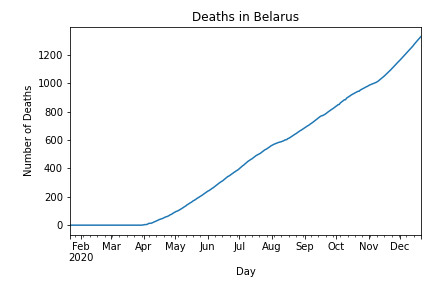 Deaths in Belarus
Number of Deaths
1200
1000
800
600
400
200
0
Feb Mar Apr May Jun Jul Aug Sep Oct Nov Dec
2020
Day